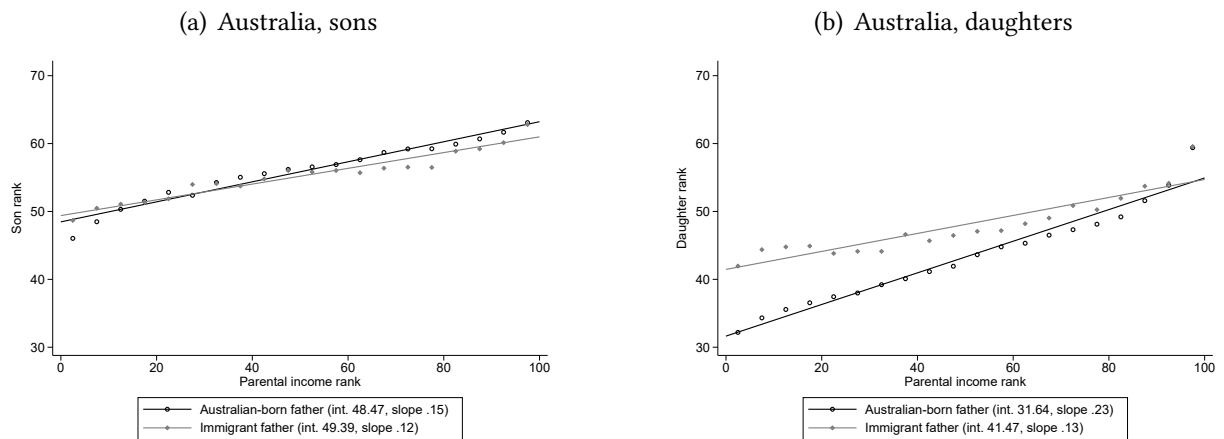 (a) Australia, sons
70
60
50
40
30
Son rank
0 20 40 60 80 100
Parental income rank
Australian-born father (int. 48.47, slope .15)
Immigrant father (int. 49.39, slope .12)
(b) Australia, daughters
70
60
50
40
30
Daughter rank
0 20 40 60 80 100
Parental income rank
Australian-born father (int. 31.64, slope .23)
Immigrant father (int. 41.47, slope .13)